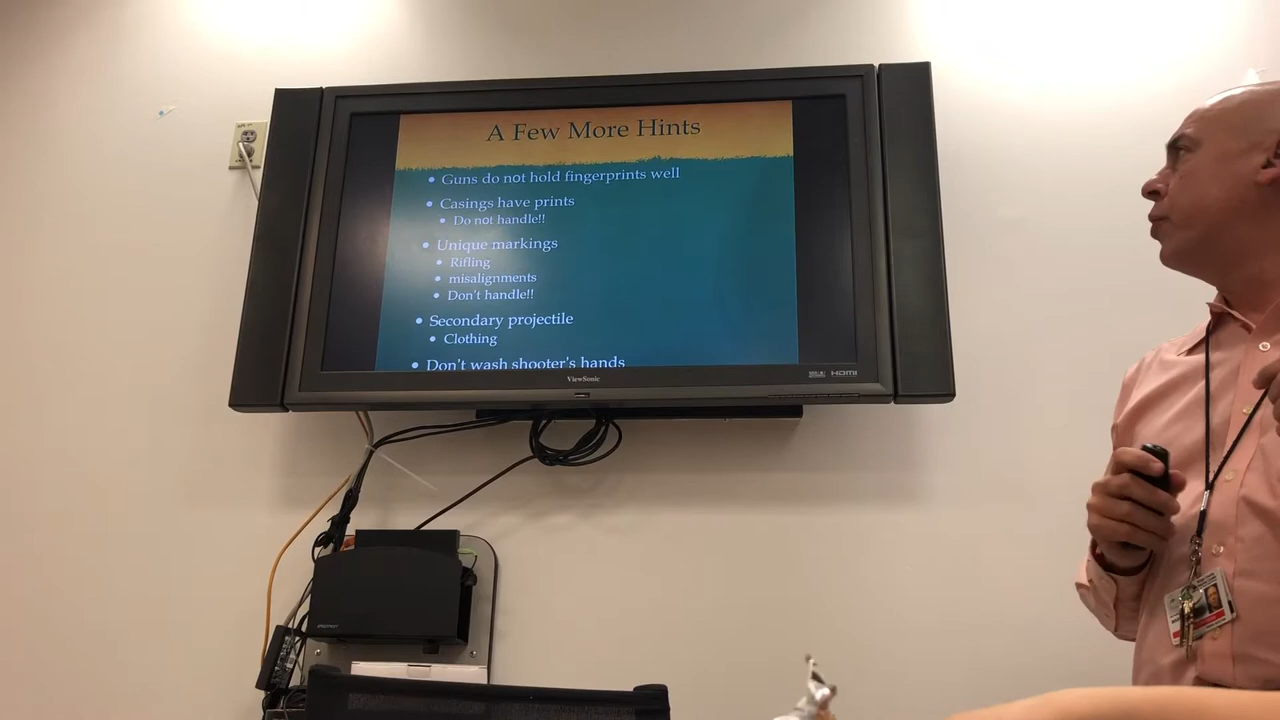 A Few More Hints
Guns do not hold fingerprints well
Casings have prints
Do not handle!!
Unique markings
Rifling
misalignments
Don't handle!!
Secondary projectile
Clothing
Don't wash shooter's hands
ViewSonic
HDMI